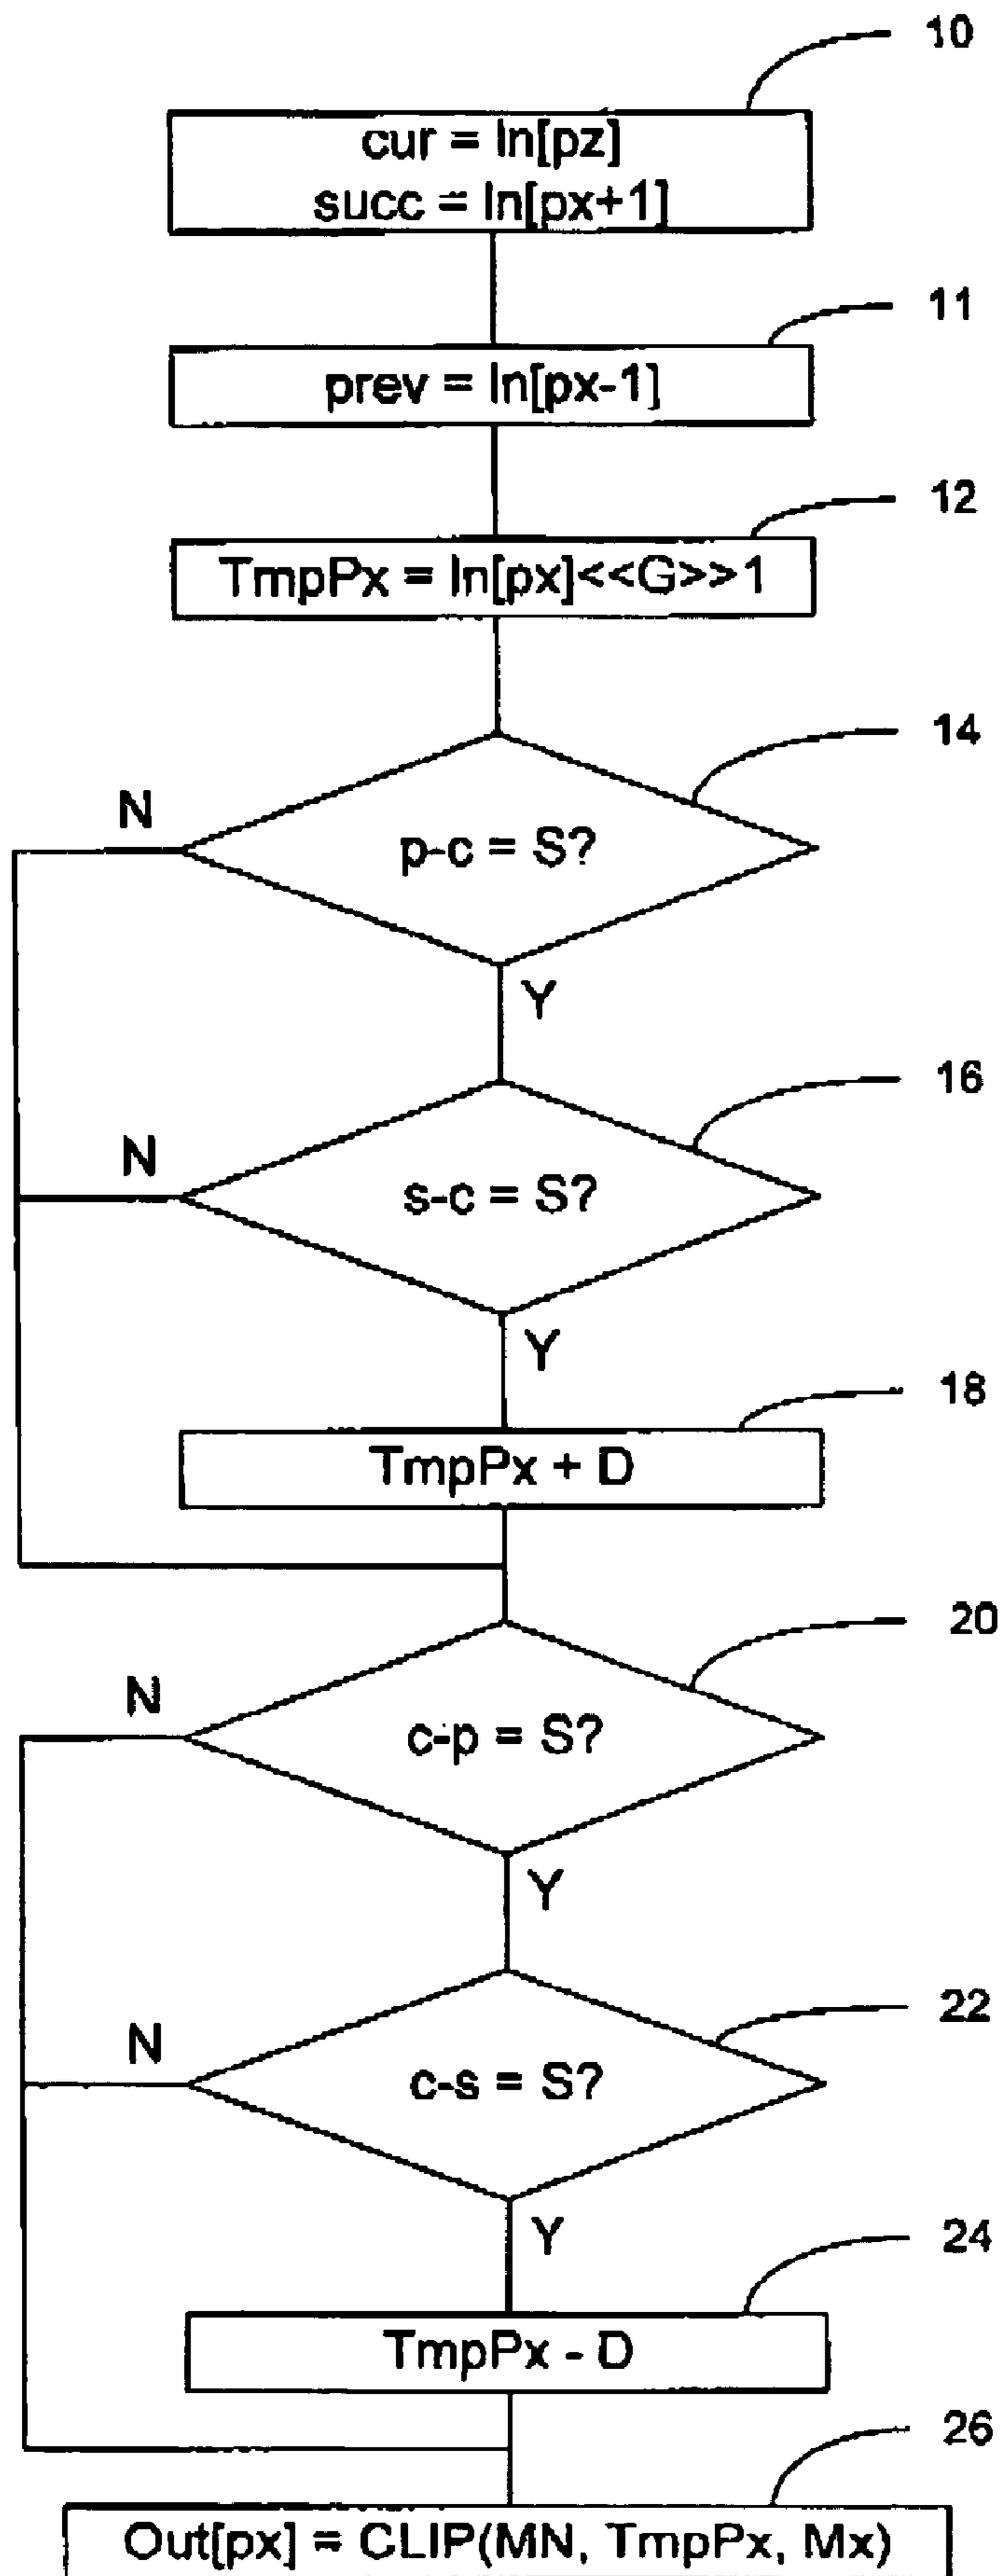 10
cur = In[pz]
succ = In[px+1]
11
prev = In[px-1]
12
TmpPx = In[px]<<G>>1
14
N
p-c = S?
Y
16
N
s-c = S?
Y
18
TmpPx + D
20
N
c-p = S?
Y
22
N
c-s = S?
Y
24
TmpPx - D
26
Out[px] = CLIP(MN, TmpPx, Mx)